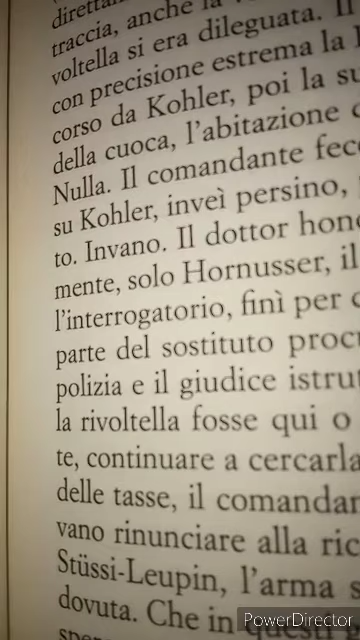 traccia, anche la
voltella si era dileguata. Il
con precisione estrema la
corso da Kohler, poi la
della cuoca, l'abitazione
Nulla. Il comandante fec
su Kohler, inveì persino,
to. Invano. Il dottor hon
mente, solo Hornusser, il
l'interrogatorio, finì per
parte del sostituto proc
polizia e il giudice istru
la rivoltella fosse qui o
te, continuare a cercarla
delle tasse, il comandan
vano rinunciare alla ric
Stüssi-Leupin, l'arma s
dovuta. Che in questi
PowerDirector